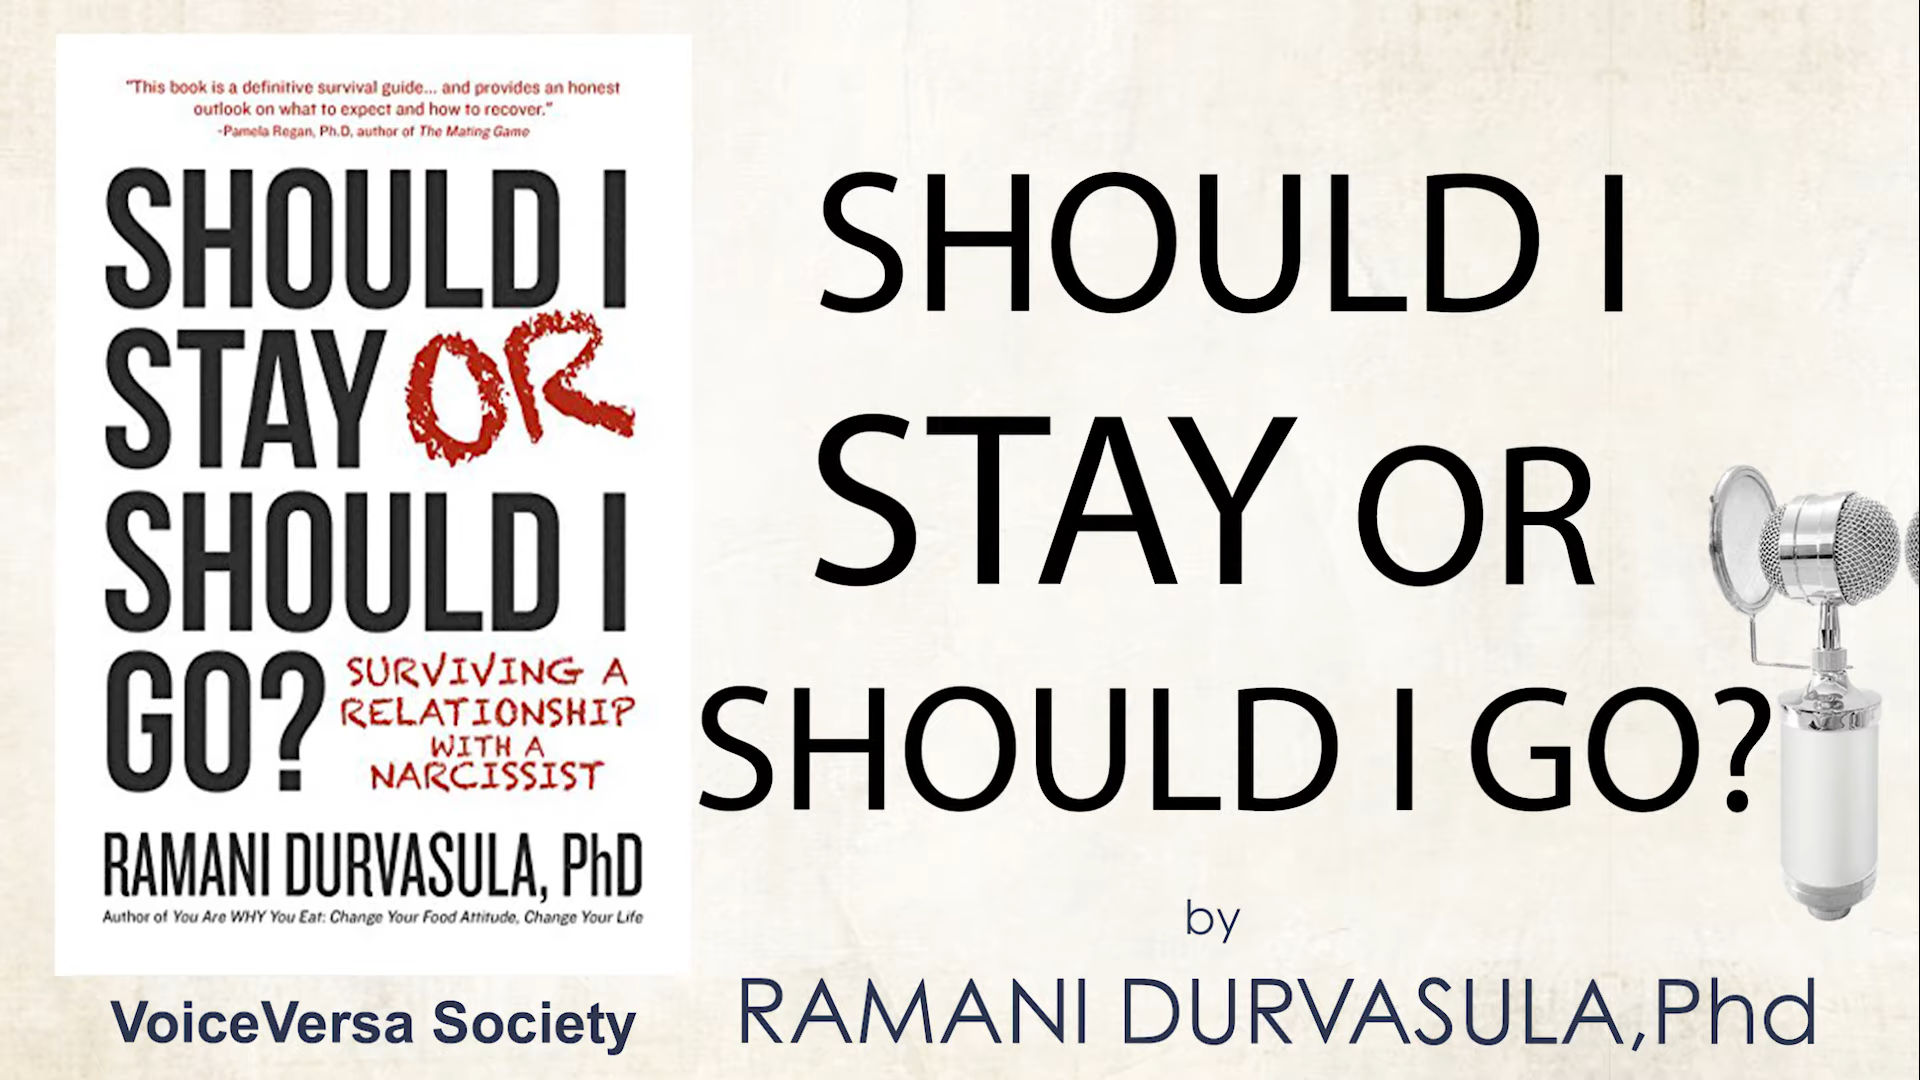 "This book is a definitive survival guide... and provides an honest
outlook on what to expect and how to recover."
-Pamela Regan, Ph.D, author of The Mating Game
SHOULD I
STAY OR
SHOULD I
GO?
SURVIVING A
RELATIONSHIP
WITH A
NARCISSIST
RAMANI DURVASULA, PhD
Author of You Are WHY You Eat: Change Your Food Attitude, Change Your Life
VoiceVersa Society
SHOULD I
STAY OR
SHOULD I GO?
by
RAMANI DURVASULA,Phd